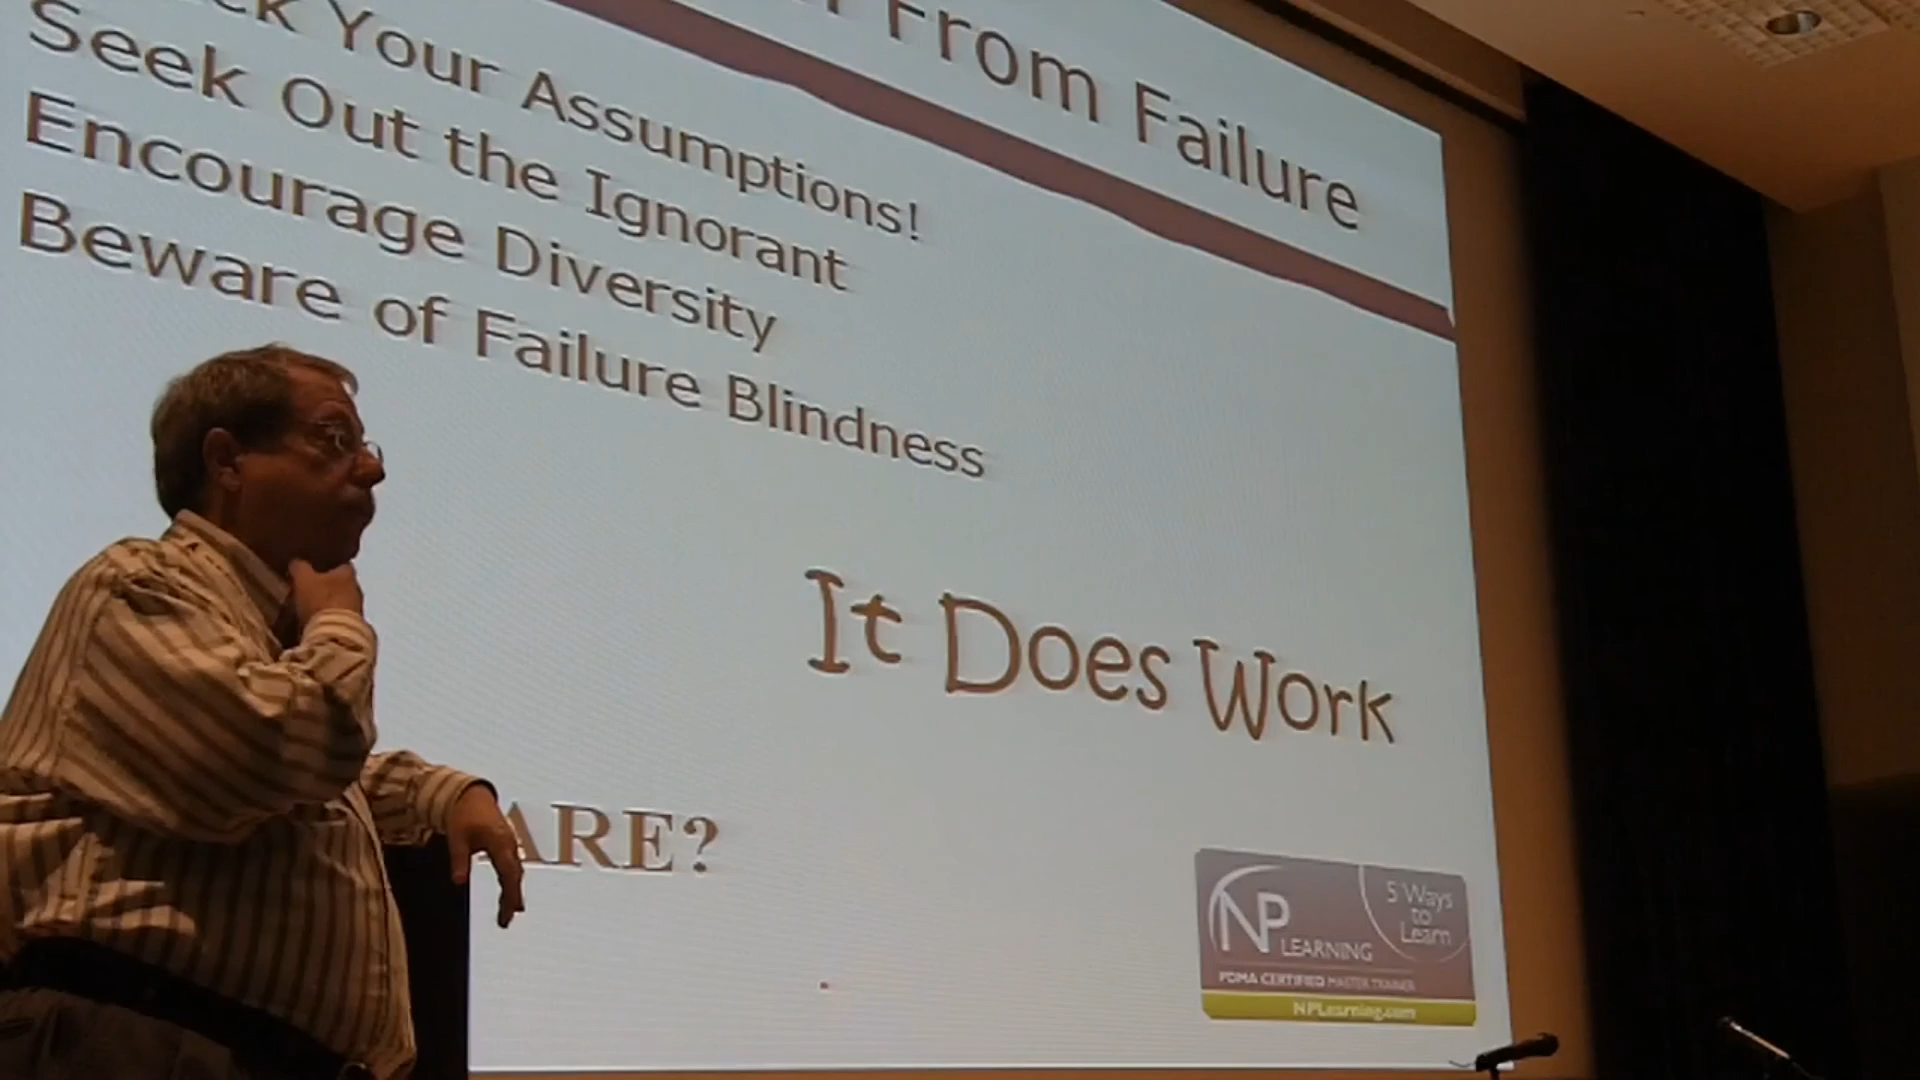 From Failure
Your Assumptions!
Seek Out the Ignorant
Encourage Diversity
Beware of Failure Blindness
It Does Work
ARE?
NP
LEARNING
5 Ways
to
Learn
PDMA CERTIFIED MASTER TRAINER
NPLearning.com